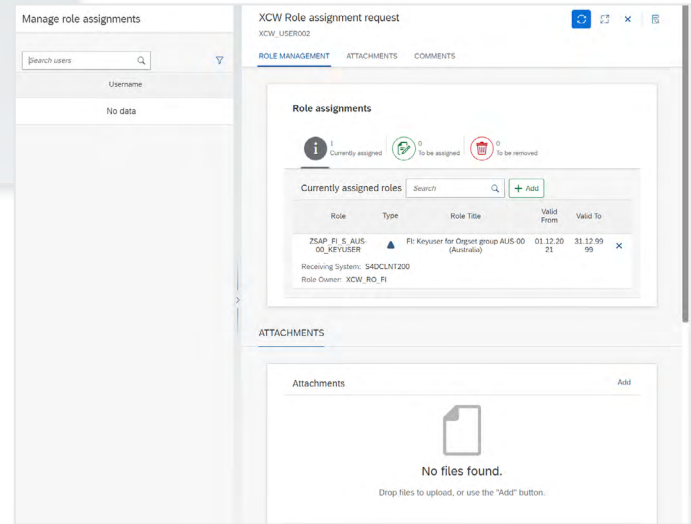 Manage role assignments
Search users
Username
No data
XCW Role assignment request
XCW_USER002
ROLE MANAGEMENT ATTACHMENTS COMMENTS
Role assignments
1
Currently assigned
0
To be assigned
0
To be removed
Currently assigned roles Search + Add
Role Type Role Title Valid From Valid To
ZSAP_FI_S_AUS-
00_KEYUSER
FI: Keyuser for Orgset group AUS-00
(Australia)
01.12.20
21
31.12.99
99
Receiving System: S4DCLNT200
Role Owner: XCW_RO_FI
ATTACHMENTS
Attachments Add
No files found.
Drop files to upload, or use the "Add" button.